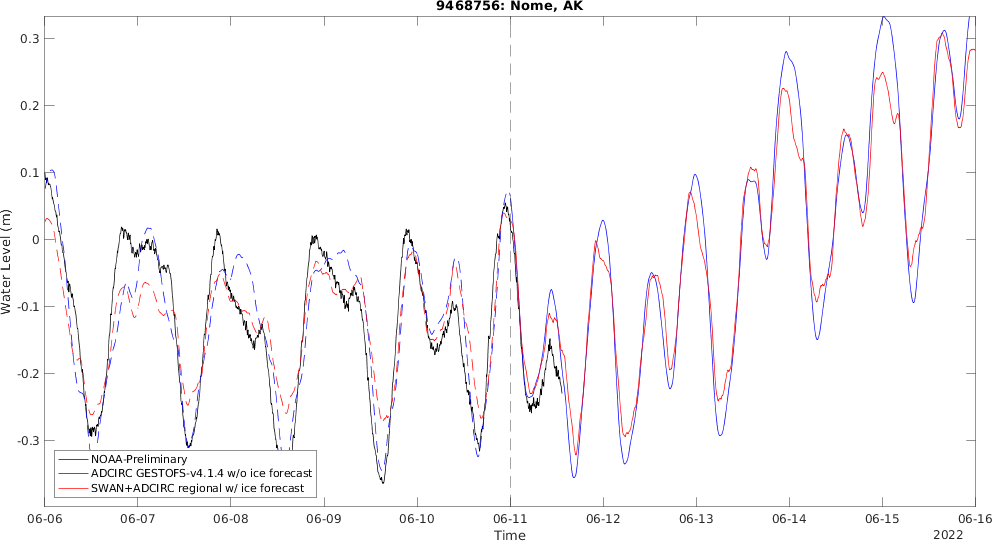 9468756: Nome, AK
0.3
0.2
0.1
0
-0.1
-0.2
-0.3
Water Level (m)
NOAA-Preliminary
ADCIRC GESTOFS-v4.1.4 w/o ice forecast
SWAN+ADCIRC regional w/ ice forecast
06-06 06-07 06-08 06-09 06-10 06-11 06-12 06-13 06-14 06-15 06-16
Time
2022